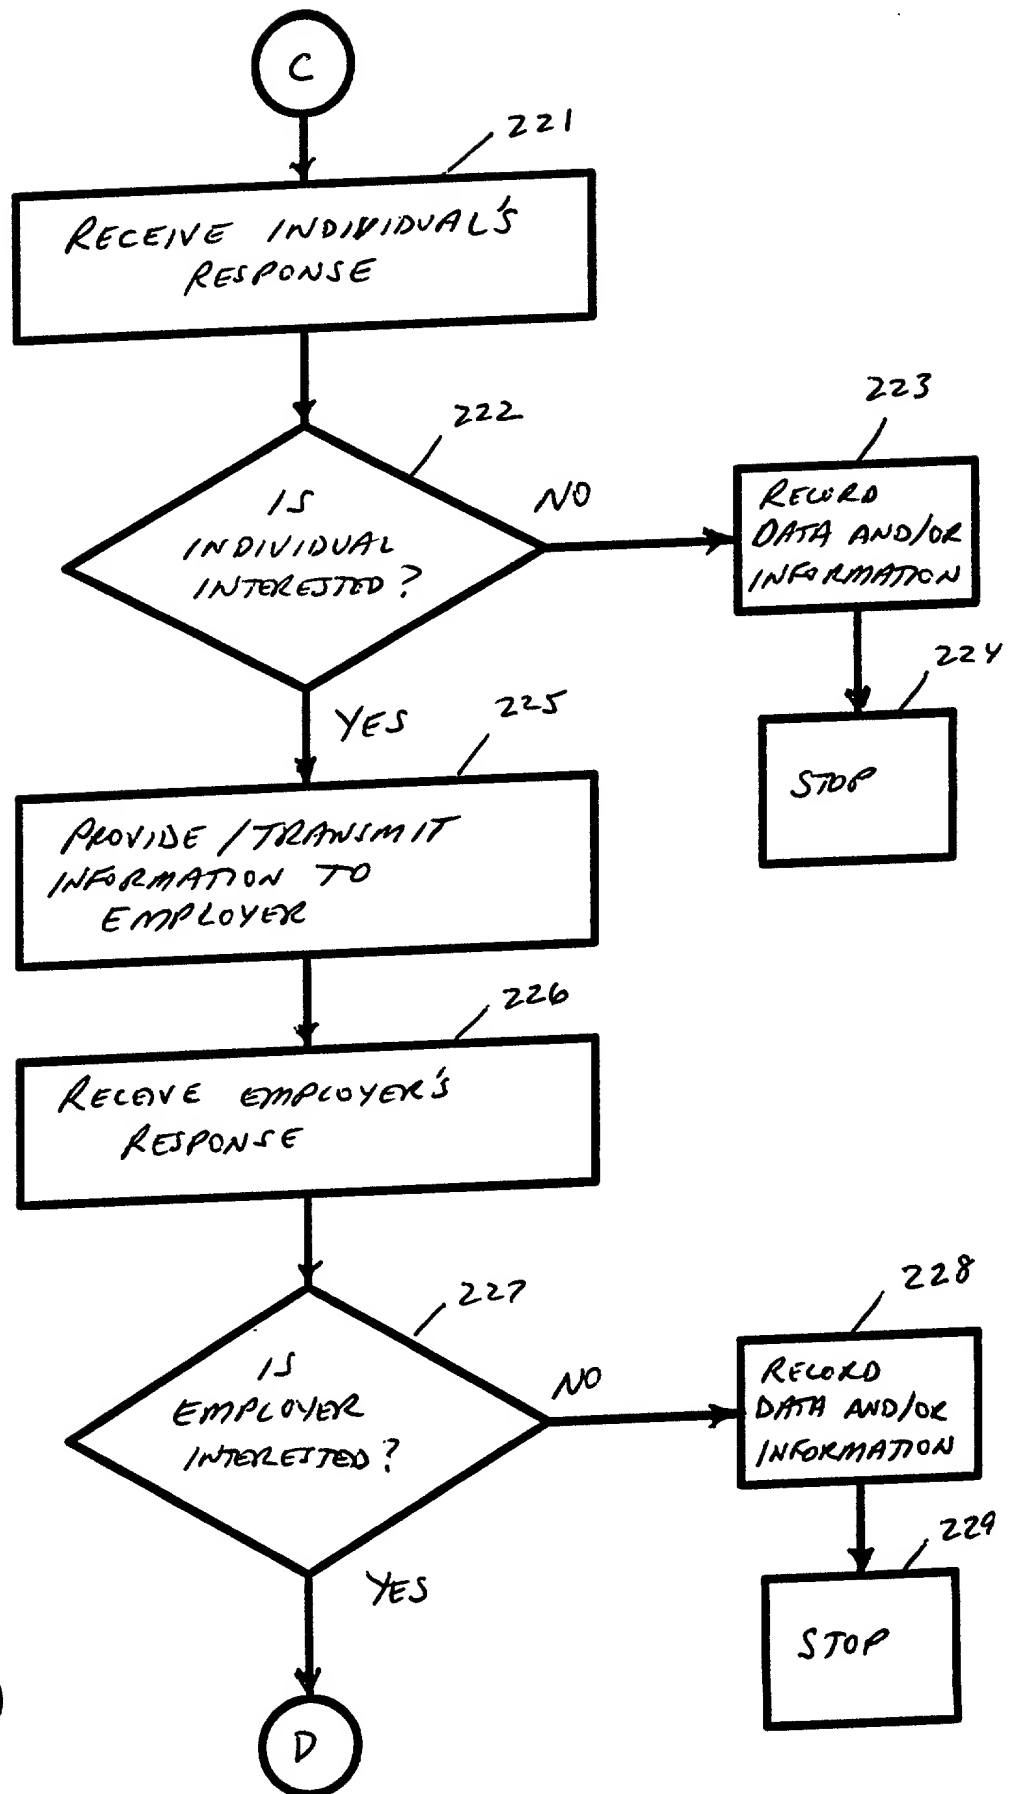 C
221
RECEIVE INDIVIDUAL'S
RESPONSE
222
IS
INDIVIDUAL
INTERESTED?
NO
223
RECORD
DATA AND/OR
INFORMATION
224
STOP
YES
225
PROVIDE/TRANSMIT
INFORMATION TO
EMPLOYER
226
RECEIVE EMPLOYER'S
RESPONSE
227
IS
EMPLOYER
INTERESTED?
NO
228
RECORD
DATA AND/OR
INFORMATION
229
STOP
YES
D